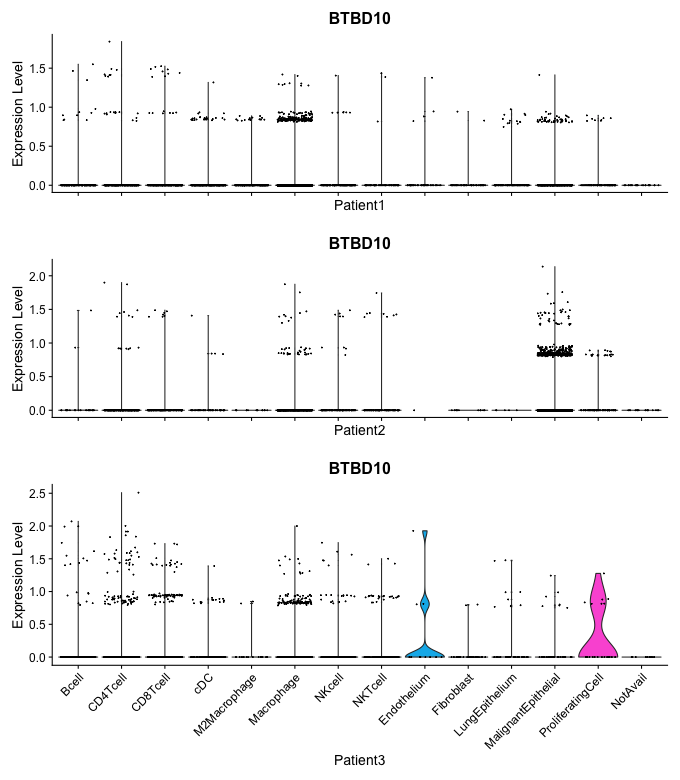 BTBD10
Expression Level
1.5
1.0
0.5
0.0
Patient1
BTBD10
Expression Level
2.0
1.5
1.0
0.5
0.0
Patient2
BTBD10
Expression Level
2.5
2.0
1.5
1.0
0.5
0.0
Bcell
CD4Tcell
CD8Tcell
cDC
M2Macrophage
Macrophage
NKcell
NKTcell
Endothelium
Fibroblast
LungEpithelium
MalignantEpithelial
ProliferatingCell
NotAvail
Patient3